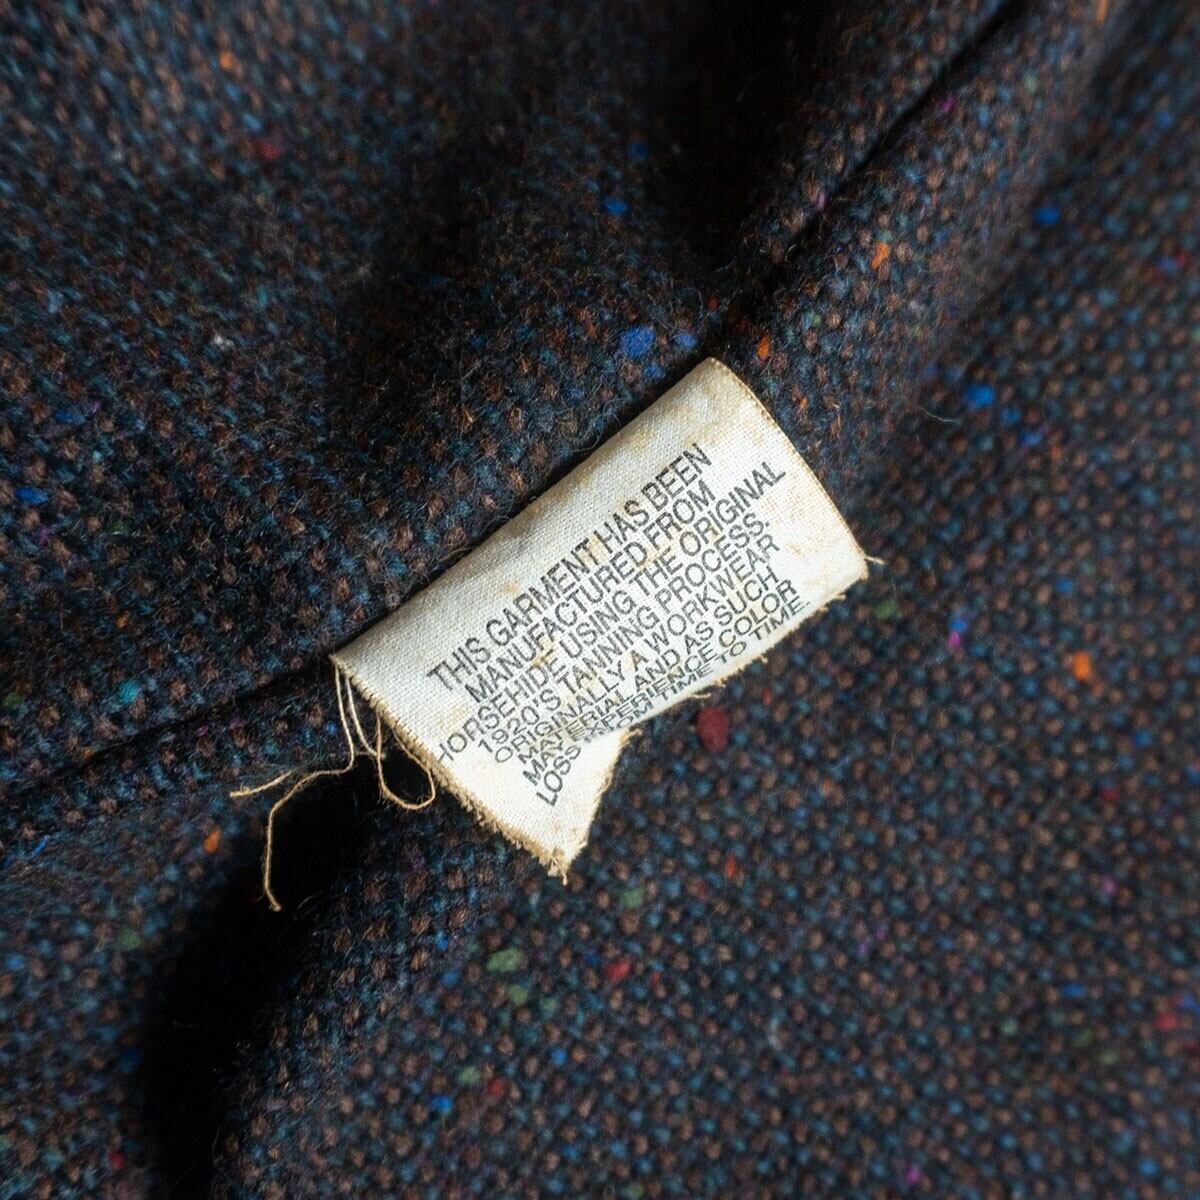 THIS GARMENT HAS BEEN
MANUFACTURED FROM
HORSEHIDE USING THE ORIGINAL
1920'S TANNING PROCESS.
ORIGINALLY A WORKWEAR
MATERIAL AND AS SUCH
MAY EXPERIENCE COLOR
LOSS FROM TIME TO TIME.